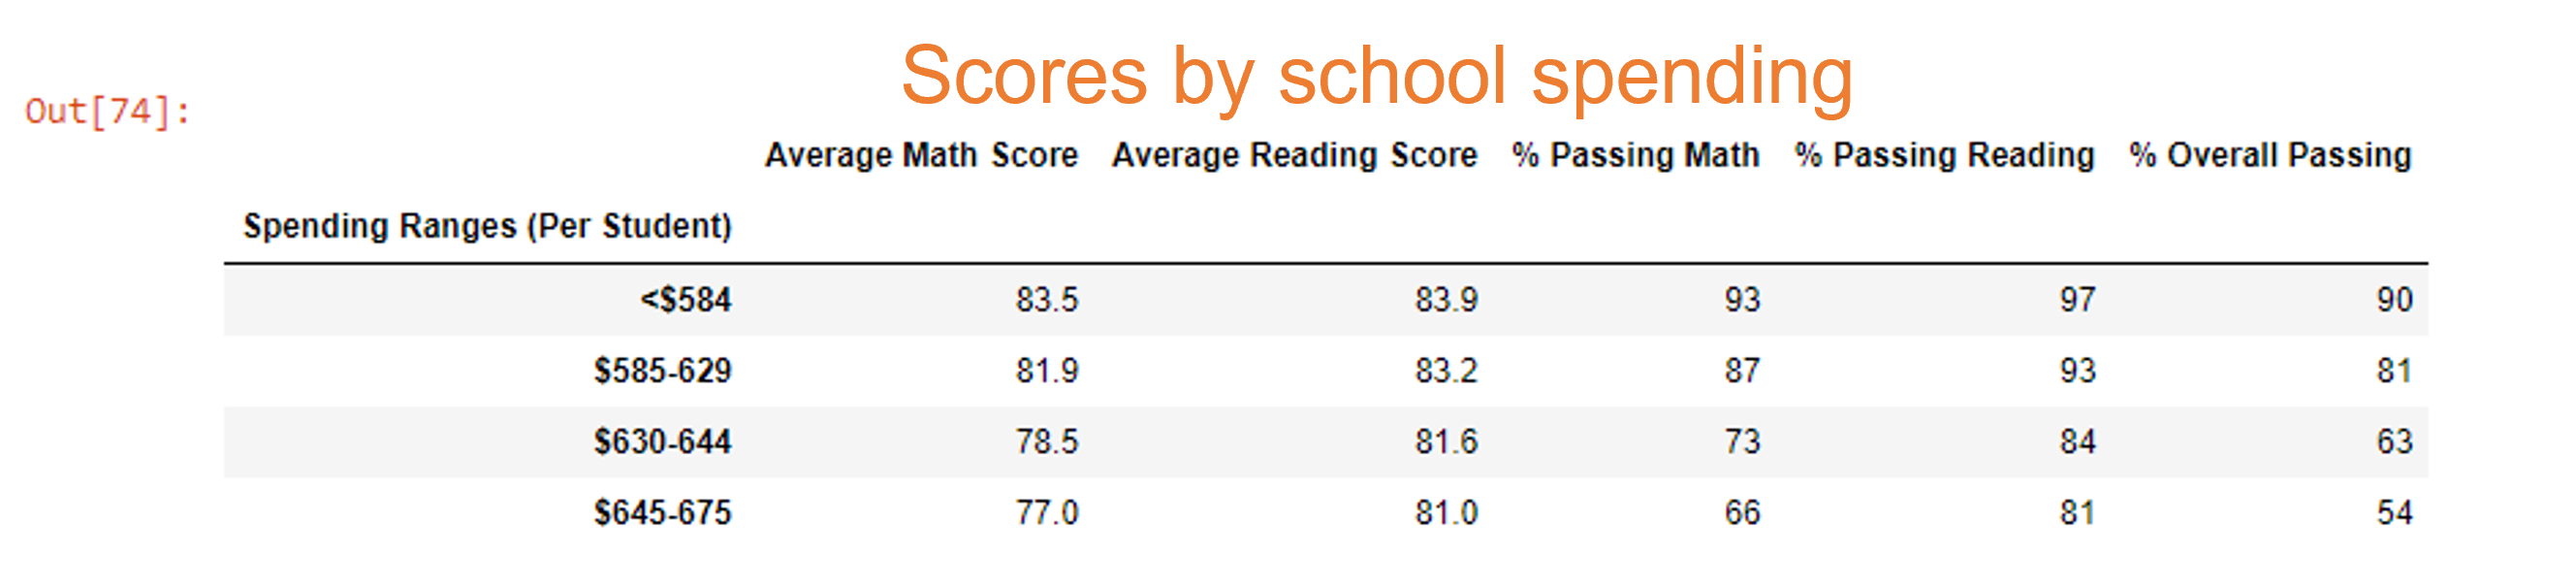 Scores by school spending
Out[74]:
Average Math Score Average Reading Score % Passing Math % Passing Reading % Overall Passing
Spending Ranges (Per Student)
<$584 83.5 83.9 93 97 90
$585-629 81.9 83.2 87 93 81
$630-644 78.5 81.6 73 84 63
$645-675 77.0 81.0 66 81 54